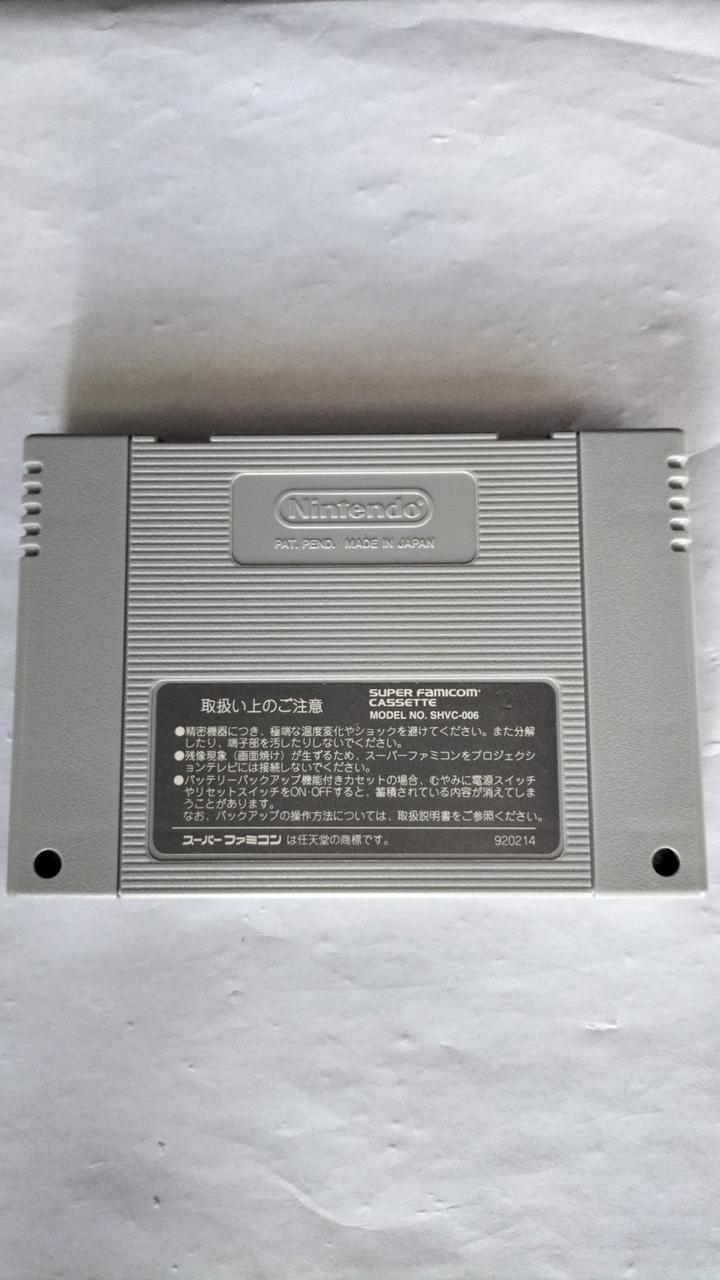 Nintendo®
PAT. PEND. MADE IN JAPAN
取扱い上のご注意
SUPER FAMICOM®
CASSETTE
MODEL NO. SHVC-006
●精密機器につき、極端な温度変化やショックを避けてください。また分解
したり、端子部を汚したりしないでください。
●残像現象（画面焼け）が生ずるため、スーパーファミコンをプロジェクシ
ョンテレビには接続しないでください。
●バッテリーバックアップ機能付きカセットの場合、むやみに電源スイッチ
やリセットスイッチをON・OFFすると、蓄積されている内容が消えてしま
うことがあります。
なお、バックアップの操作方法については、取扱説明書をご参照ください。
スーパーファミコン は任天堂の商標です。
920214